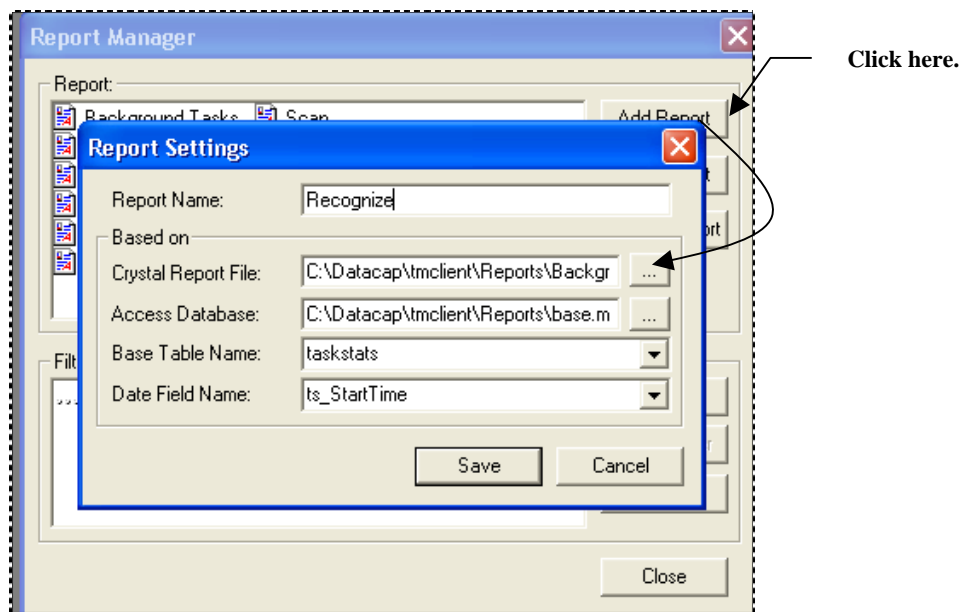 Report Manager
Click here.
Report:
Background Tasks
Scan
Add Report
Report Settings
Report Name:
Recognize
Based on
Crystal Report File:
C:\Datacap\tmclient\Reports\Backgr
...
Access Database:
C:\Datacap\tmclient\Reports\base.m
...
Base Table Name:
taskstats
Date Field Name:
ts_StartTime
Save
Cancel
Close